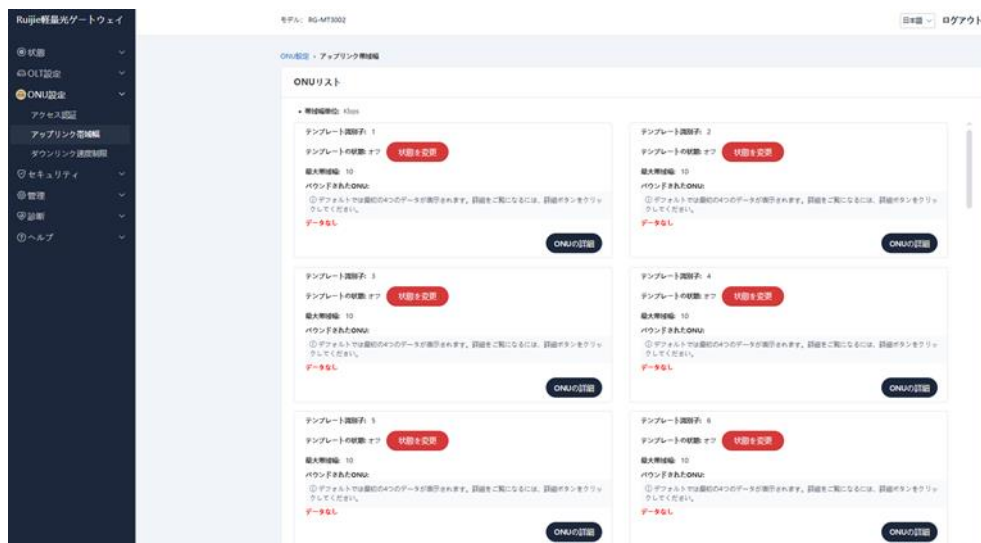 Ruijie軽量光ゲートウェイ
モデル: RG-MT3002
日本語
ログアウト
状態
OLT設定
ONU設定
アクセス認証
アップリンク帯域幅
ダウンリンク速度制限
セキュリティ
管理
診断
ヘルプ
ONU設定 > アップリンク帯域幅
ONUリスト
• 帯域幅単位: Kbps
テンプレート識別子: 1
テンプレートの状態: オフ 状態を変更
最大帯域幅: 10
バウンドされたONU:
デフォルトでは最初の4つのデータが表示されます。詳細をご覧になるには、詳細ボタンをクリッ
クしてください。
データなし
ONUの詳細
テンプレート識別子: 2
テンプレートの状態: オフ 状態を変更
最大帯域幅: 10
バウンドされたONU:
デフォルトでは最初の4つのデータが表示されます。詳細をご覧になるには、詳細ボタンをクリッ
クしてください。
データなし
ONUの詳細
テンプレート識別子: 3
テンプレートの状態: オフ 状態を変更
最大帯域幅: 10
バウンドされたONU:
デフォルトでは最初の4つのデータが表示されます。詳細をご覧になるには、詳細ボタンをクリッ
クしてください。
データなし
ONUの詳細
テンプレート識別子: 4
テンプレートの状態: オフ 状態を変更
最大帯域幅: 10
バウンドされたONU:
デフォルトでは最初の4つのデータが表示されます。詳細をご覧になるには、詳細ボタンをクリッ
クしてください。
データなし
ONUの詳細
テンプレート識別子: 5
テンプレートの状態: オフ 状態を変更
最大帯域幅: 10
バウンドされたONU:
デフォルトでは最初の4つのデータが表示されます。詳細をご覧になるには、詳細ボタンをクリッ
クしてください。
データなし
ONUの詳細
テンプレート識別子: 6
テンプレートの状態: オフ 状態を変更
最大帯域幅: 10
バウンドされたONU:
デフォルトでは最初の4つのデータが表示されます。詳細をご覧になるには、詳細ボタンをクリッ
クしてください。
データなし
ONUの詳細